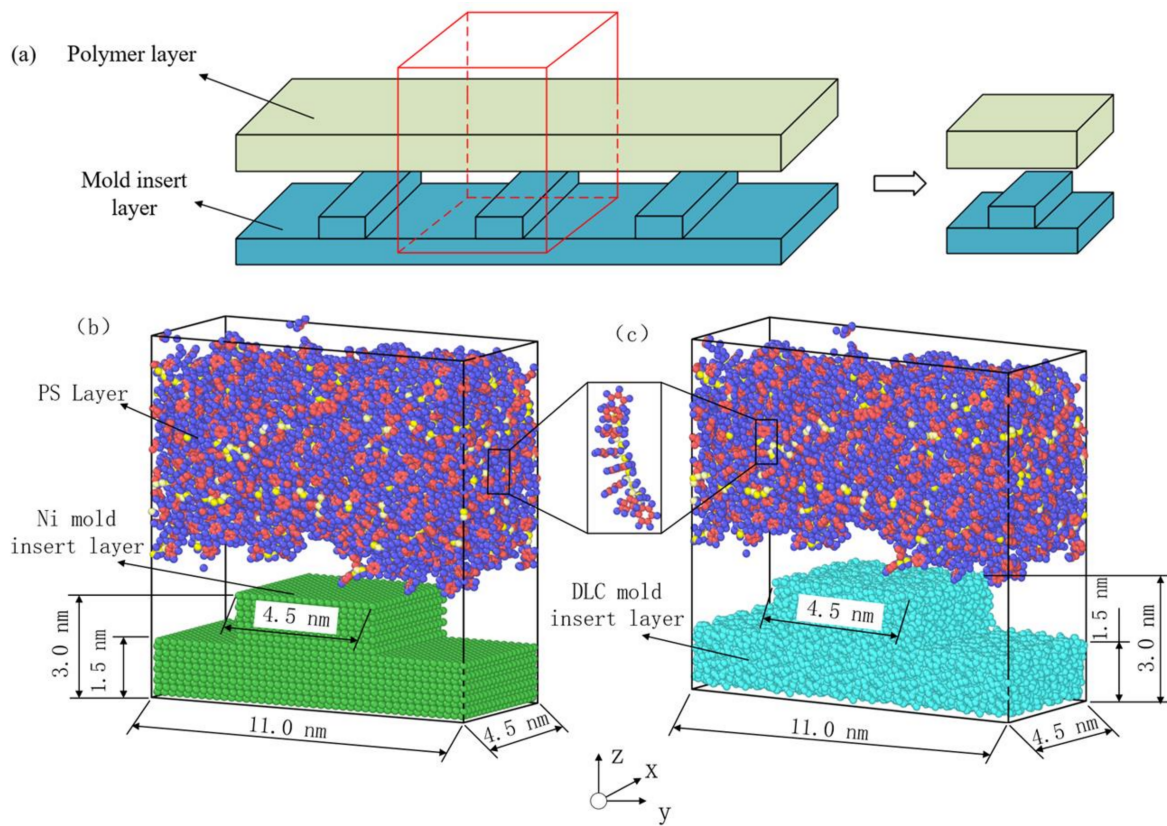 (a)
Polymer layer
Mold insert
layer
(b)
(c)
PS Layer
Ni mold
insert layer
DLC mold
insert layer
4.5 nm
4.5 nm
3.0 nm
1.5 nm
1.5 nm
3.0 nm
11.0 nm
4.5 nm
11.0 nm
4.5 nm
z
x
y